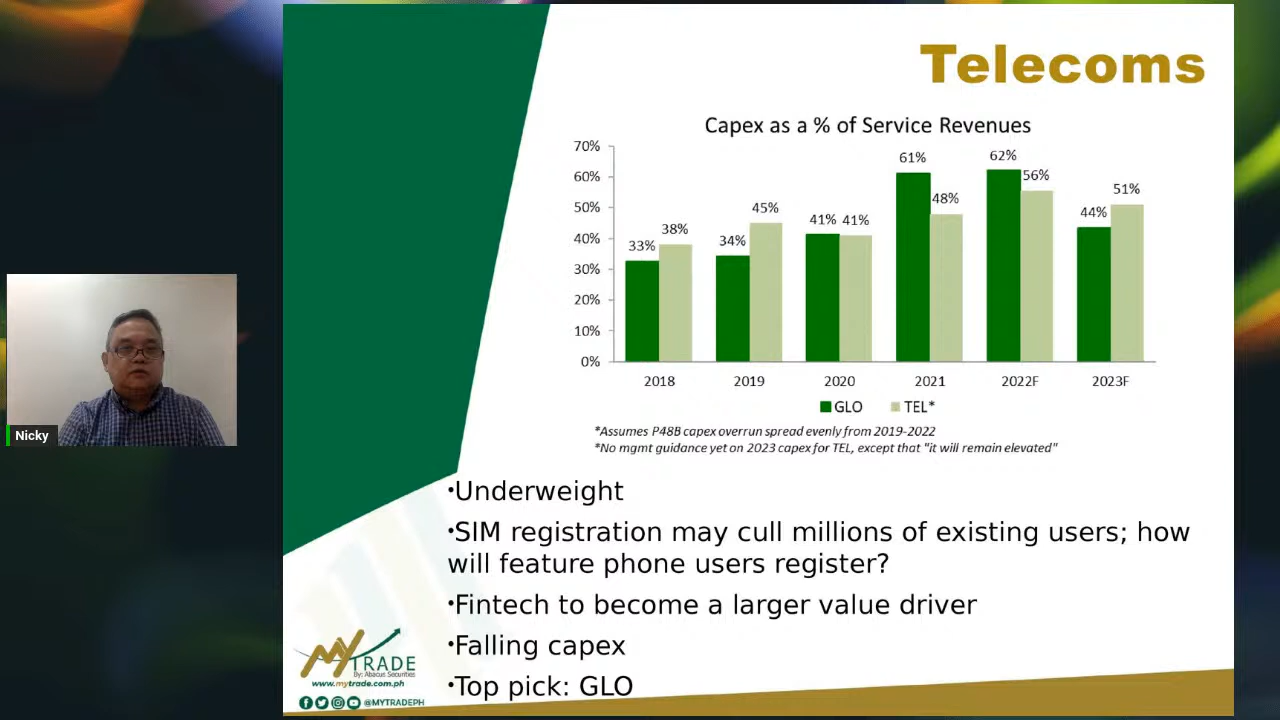 Telecoms
Capex as a % of Service Revenues
70%
60%
50%
40%
30%
20%
10%
0%
33%
38%
34%
45%
41%
41%
61%
48%
62%
56%
44%
51%
2018
2019
2020
2021
2022F
2023F
GLO
TEL*
*Assumes P48B capex overrun spread evenly from 2019-2022
*No mgmt guidance yet on 2023 capex for TEL, except that "it will remain elevated"
•Underweight
•SIM registration may cull millions of existing users; how
will feature phone users register?
•Fintech to become a larger value driver
•Falling capex
•Top pick: GLO
Nicky
MYTRADE
By: Abacus Securities
www.mytrade.com.ph
@MYTRADEPH